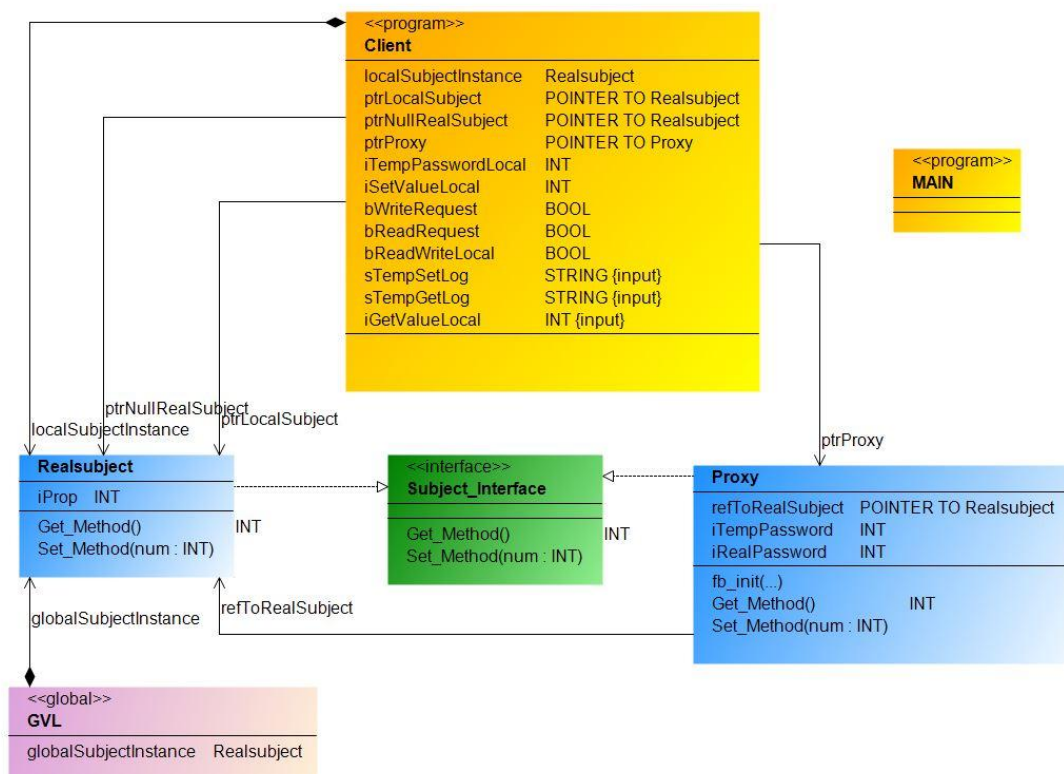 <<program>>
Client
localSubjectInstance Realsubject
ptrLocalSubject POINTER TO Realsubject
ptrNullRealSubject POINTER TO Realsubject
ptrProxy POINTER TO Proxy
iTempPasswordLocal INT
iSetValueLocal INT
bWriteRequest BOOL
bReadRequest BOOL
bReadWriteLocal BOOL
sTempSetLog STRING {input}
sTempGetLog STRING {input}
iGetValueLocal INT {input}
<<program>>
MAIN
ptrNullRealSubject
localSubjectInstance
ptrLocalSubject
ptrProxy
Realsubject
iProp INT
Get_Method() INT
Set_Method(num : INT)
<<interface>>
Subject_Interface
Get_Method() INT
Set_Method(num : INT)
Proxy
refToRealSubject POINTER TO Realsubject
iTempPassword INT
iRealPassword INT
fb_init(...)
Get_Method() INT
Set_Method(num : INT)
globalSubjectInstance
refToRealSubject
<<global>>
GVL
globalSubjectInstance Realsubject